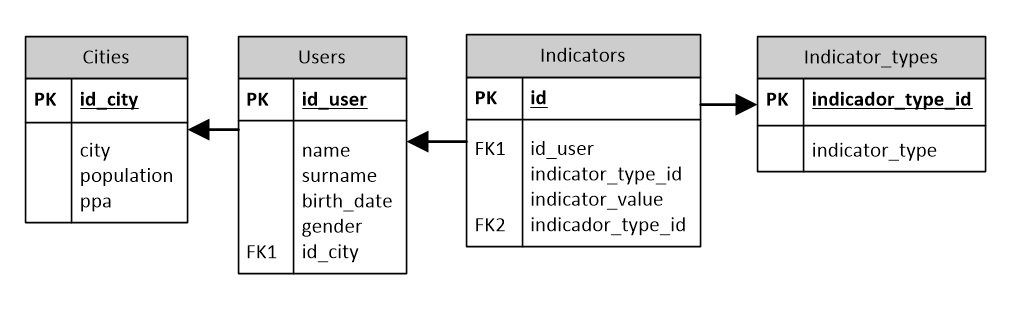 Cities
PK id_city
city
population
ppa
Users
PK id_user
name
surname
birth_date
gender
FK1 id_city
Indicators
PK id
FK1 id_user
indicator_type_id
indicator_value
FK2 indicador_type_id
Indicator_types
PK indicador_type_id
indicator_type